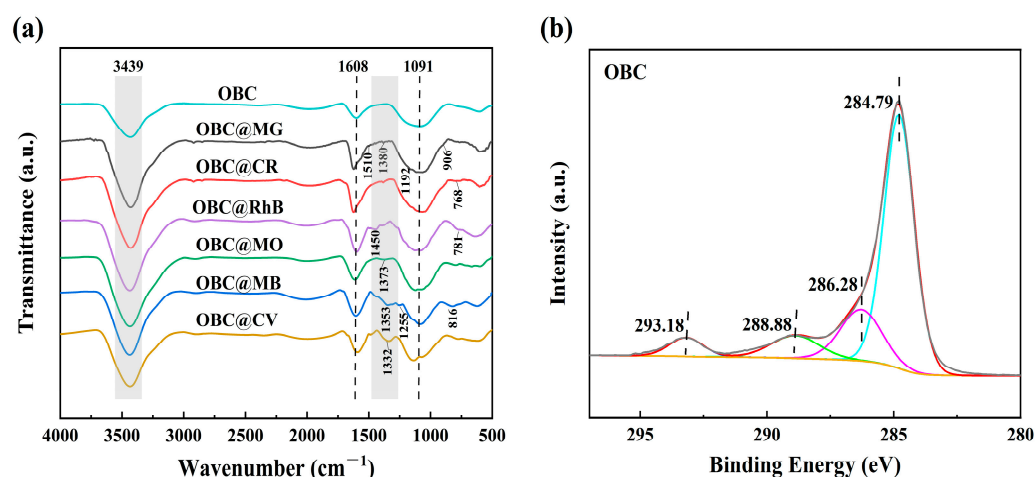 (a)
3439
1608
1091
OBC
OBC@MG
1510
1380
1192
906
OBC@CR
768
OBC@RhB
1450
781
OBC@MO
1373
OBC@MB
1353
1255
816
OBC@CV
1332
Transmittance (a.u.)
4000 3500 3000 2500 2000 1500 1000 500
Wavenumber (cm⁻¹)
(b)
OBC
284.79
286.28
288.88
293.18
Intensity (a.u.)
295 290 285 280
Binding Energy (eV)